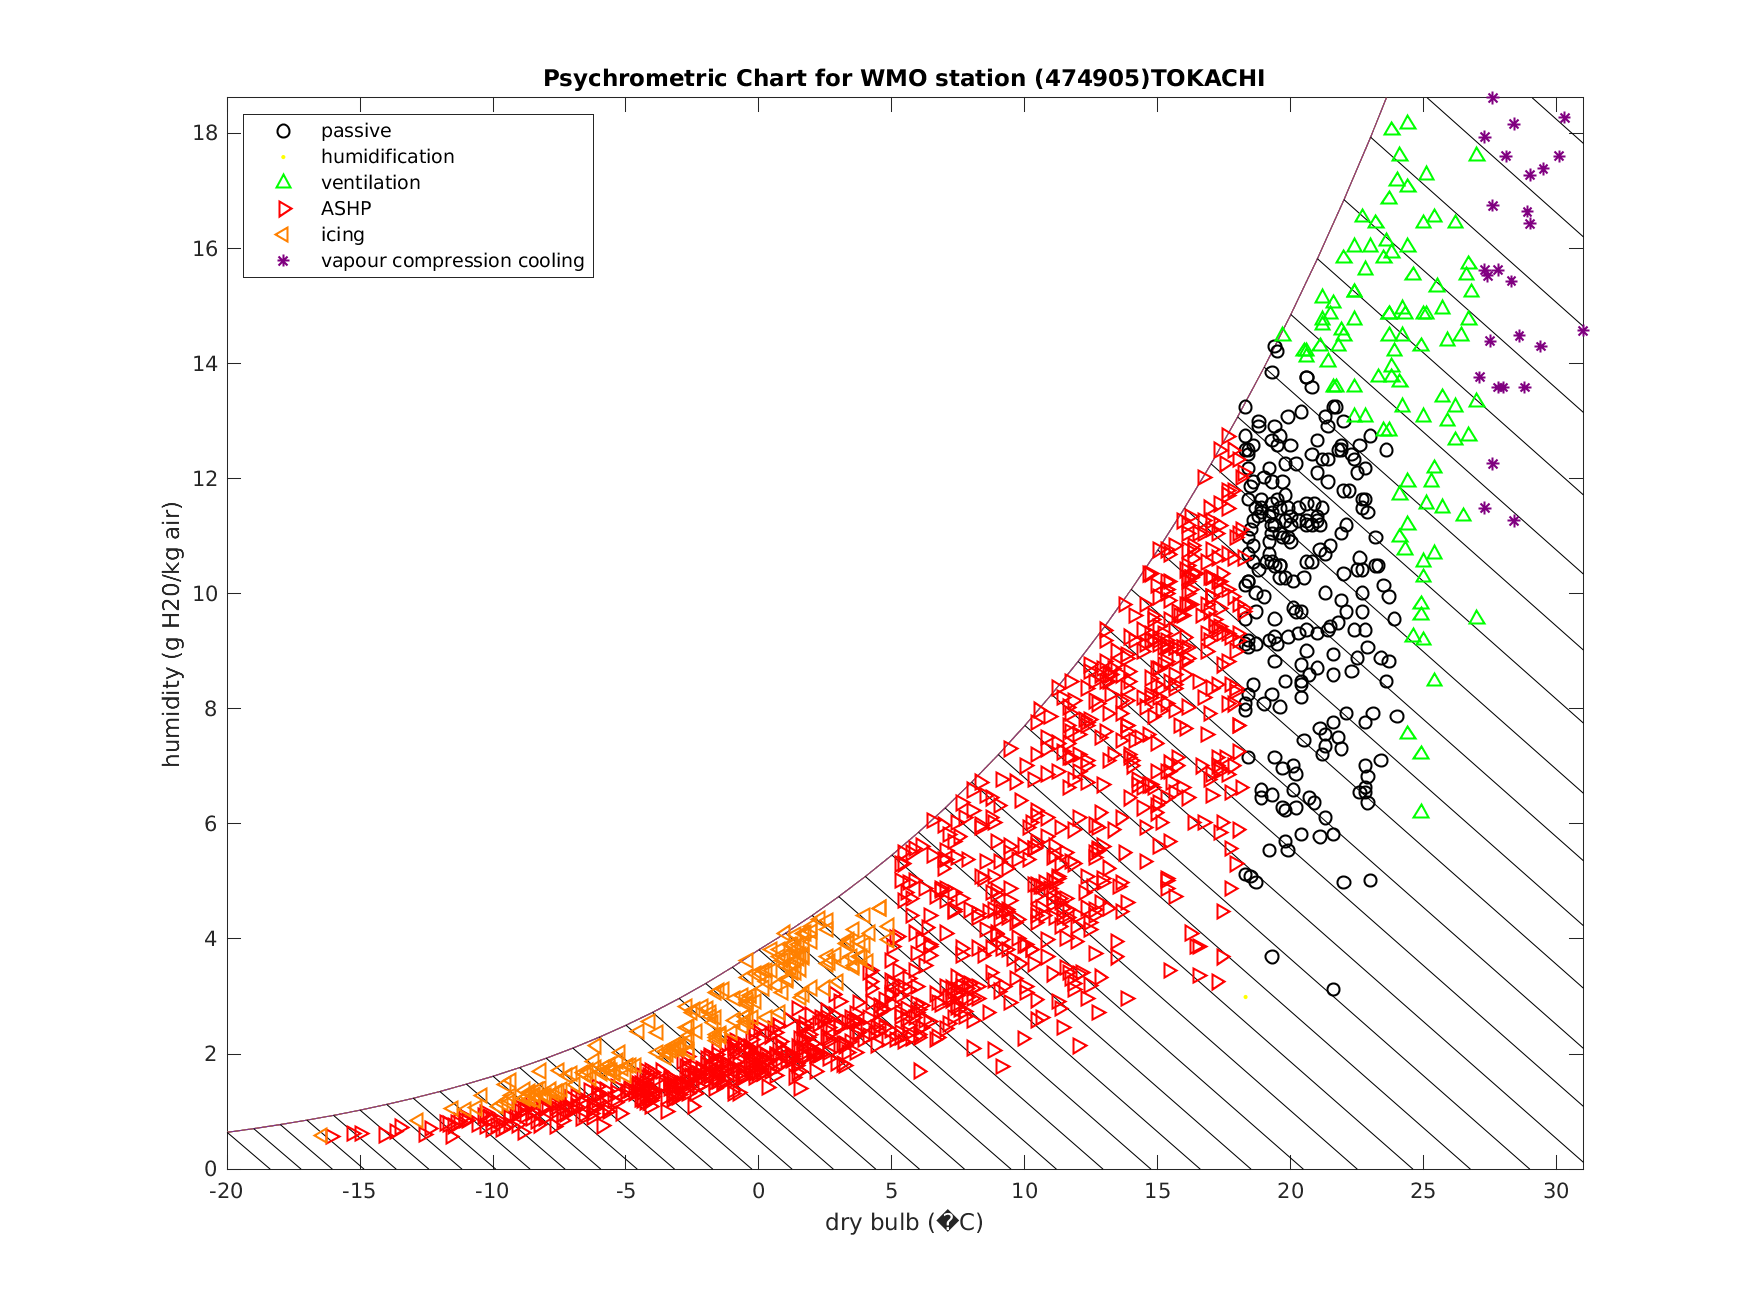 Psychrometric Chart for WMO station (474905)TOKACHI
passive
humidification
ventilation
ASHP
icing
vapour compression cooling
humidity (g H20/kg air)
18
16
14
12
10
8
6
4
2
0
-20 -15 -10 -5 0 5 10 15 20 25 30
dry bulb (�C)